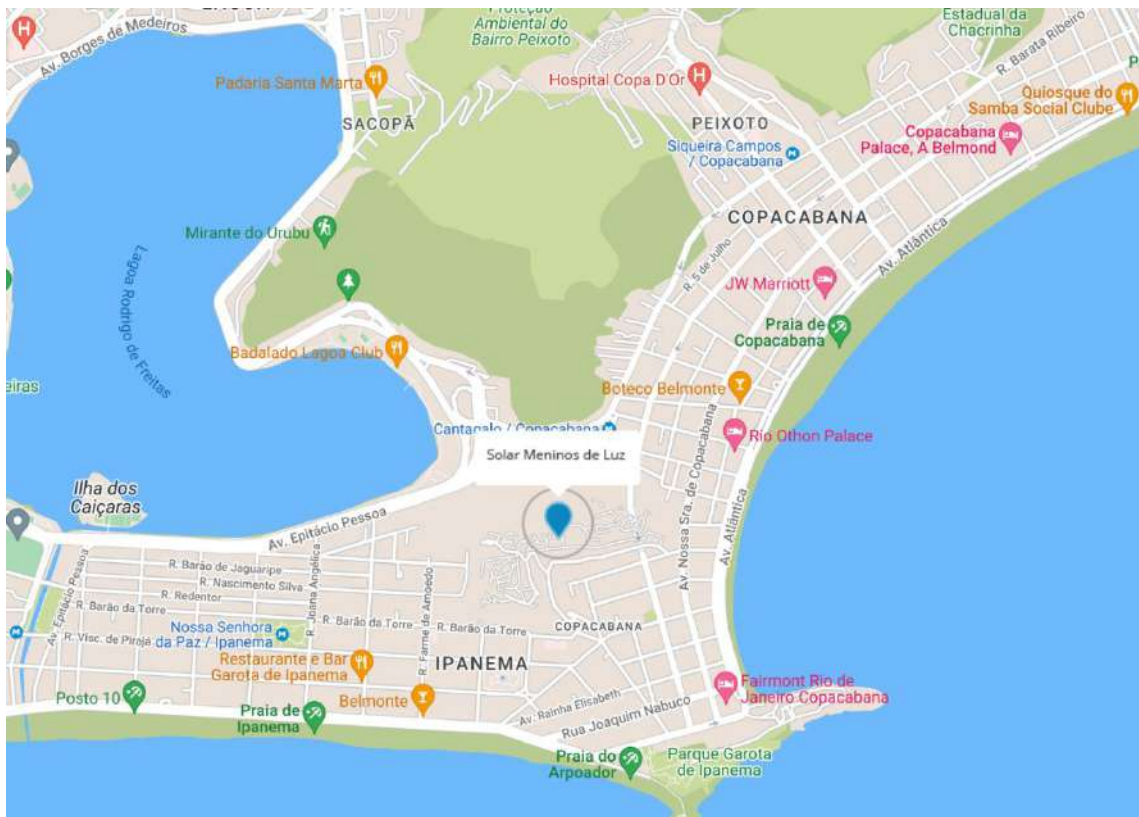 Av. Borges de Medeiros
Ambiental do
Bairro Peixoto
Estadual da
Chacrinha
R. Barata Ribeiro
Padaria Santa Marta
Hospital Copa D'Or
Quiosque do
Samba Social Clube
SACOPÃ
PEIXOTO
Siqueira Campos
/ Copacabana
Copacabana
Palace, A Belmond
COPACABANA
Mirante do Urubu
Av. Atlântica
R. 5 de Julho
Lagoa Rodrigo de Freitas
JW Marriott
Praia de
Copacabana
Badalado Lagoa Club
eiras
Boteco Belmonte
Cantagalo / Copacabana
Rio Othon Palace
Solar Meninos de Luz
Av. Nossa Sra. de Copacabana
Av. Atlântica
Ilha dos
Caiçaras
Av. Epitácio Pessoa
Av. Epitácio Pessoa
R. Barão de Jaguaripe
R. Nascimento Silva
R. Redentor
R. Joana Angélica
R. Farme de Amoedo
R. Barão da Torre
R. Barão da Torre
R. Barão da Torre
R. Visc. de Pirajá
Nossa Senhora
da Paz / Ipanema
COPACABANA
IPANEMA
Restaurante e Bar
Garota de Ipanema
Posto 10
Praia de
Ipanema
Belmonte
Av. Rainha Elisabeth
Rua Joaquim Nabuco
Fairmont Rio de
Janeiro Copacabana
Praia do
Arpoador
Parque Garota
de Ipanema